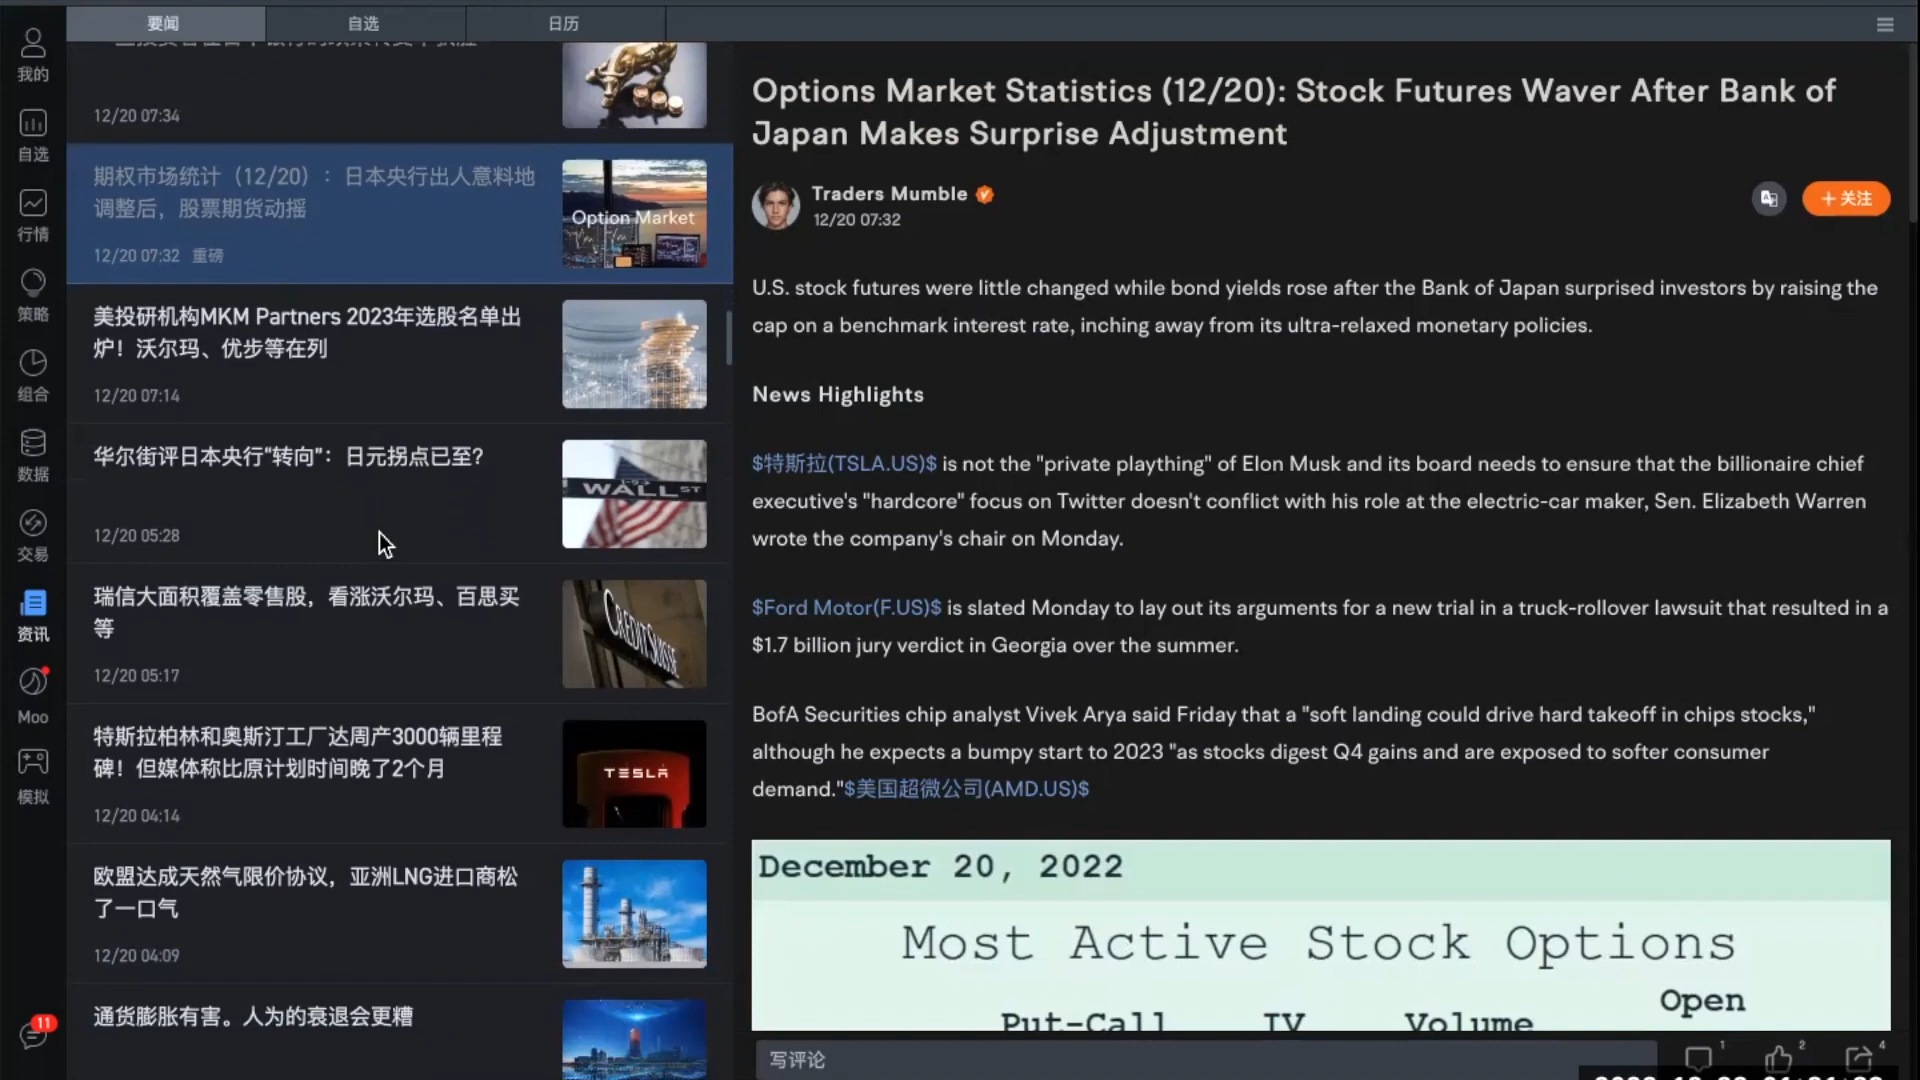 要闻
自选
日历
我的
自选
行情
策略
组合
数据
交易
资讯
Moo
模拟
11
12/20 07:34
期权市场统计（12/20）：日本央行出人意料地
调整后，股票期货动摇
12/20 07:32 重磅
Option Market
美投研机构MKM Partners 2023年选股名单出
炉！沃尔玛、优步等在列
12/20 07:14
华尔街评日本央行“转向”：日元拐点已至？
12/20 05:28
WALL ST
瑞信大面积覆盖零售股，看涨沃尔玛、百思买
等
12/20 05:17
CREDIT SUISSE
特斯拉柏林和奥斯汀工厂达周产3000辆里程
碑！但媒体称比原计划时间晚了2个月
12/20 04:14
TESLA
欧盟达成天然气限价协议，亚洲LNG进口商松
了一口气
12/20 04:09
通货膨胀有害。人为的衰退会更糟
Options Market Statistics (12/20): Stock Futures Waver After Bank of
Japan Makes Surprise Adjustment
Traders Mumble
12/20 07:32
＋关注
U.S. stock futures were little changed while bond yields rose after the Bank of Japan surprised investors by raising the
cap on a benchmark interest rate, inching away from its ultra-relaxed monetary policies.
News Highlights
$特斯拉(TSLA.US)$ is not the "private plaything" of Elon Musk and its board needs to ensure that the billionaire chief
executive's "hardcore" focus on Twitter doesn't conflict with his role at the electric-car maker, Sen. Elizabeth Warren
wrote the company's chair on Monday.
$Ford Motor(F.US)$ is slated Monday to lay out its arguments for a new trial in a truck-rollover lawsuit that resulted in a
$1.7 billion jury verdict in Georgia over the summer.
BofA Securities chip analyst Vivek Arya said Friday that a "soft landing could drive hard takeoff in chips stocks,"
although he expects a bumpy start to 2023 "as stocks digest Q4 gains and are exposed to softer consumer
demand."$美国超微公司(AMD.US)$
December 20, 2022
Most Active Stock Options
Open
Put-Call IV Volume
写评论
1
2
4